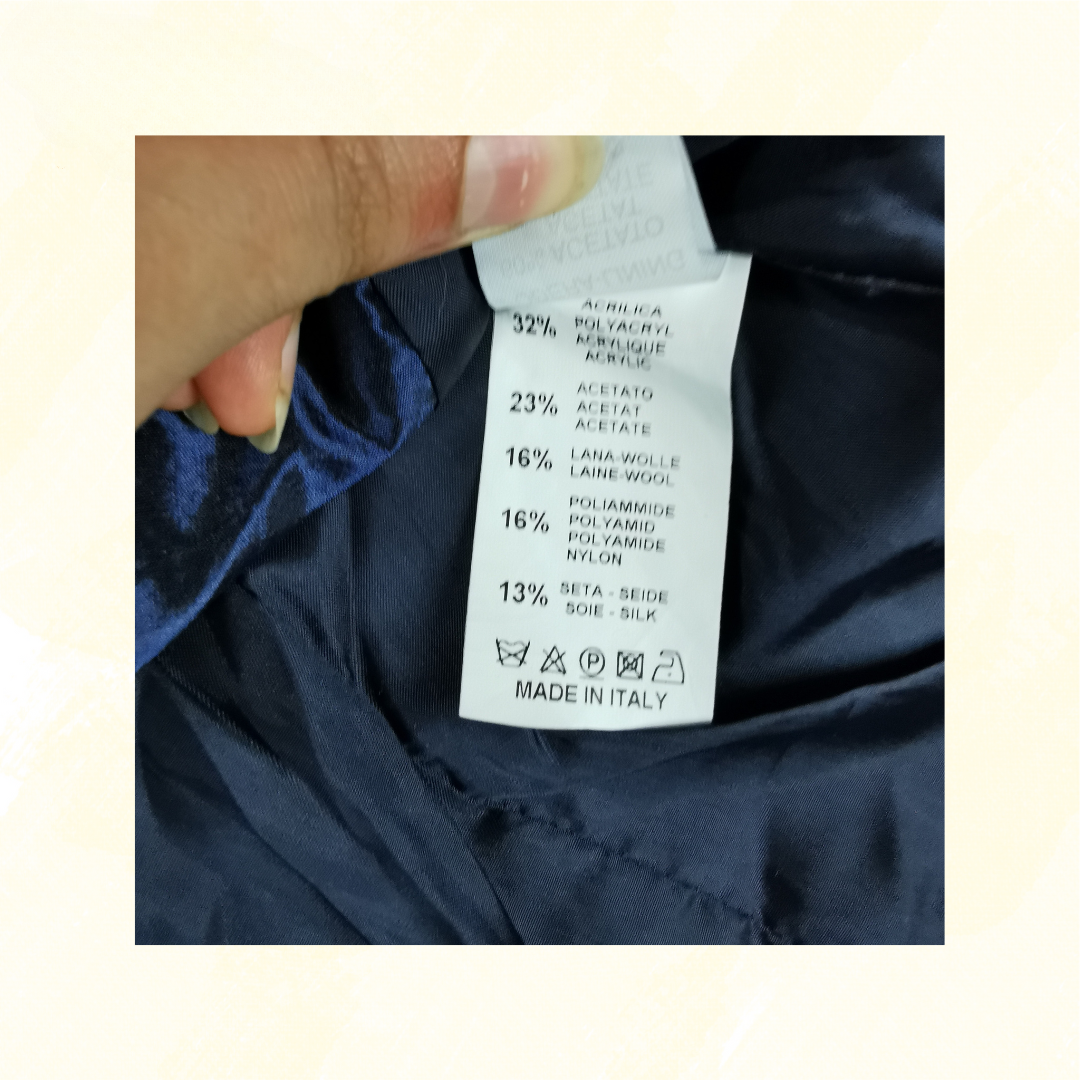 ACRILICA
32% POLYACRYL
ACRYLIQUE
ACRYLIC
ACETATO
23% ACETAT
ACETATE
16% LANA-WOLLE
LAINE-WOOL
POLIAMMIDE
16% POLYAMID
POLYAMIDE
NYLON
13% SETA - SEIDE
SOIE - SILK
P
MADE IN ITALY